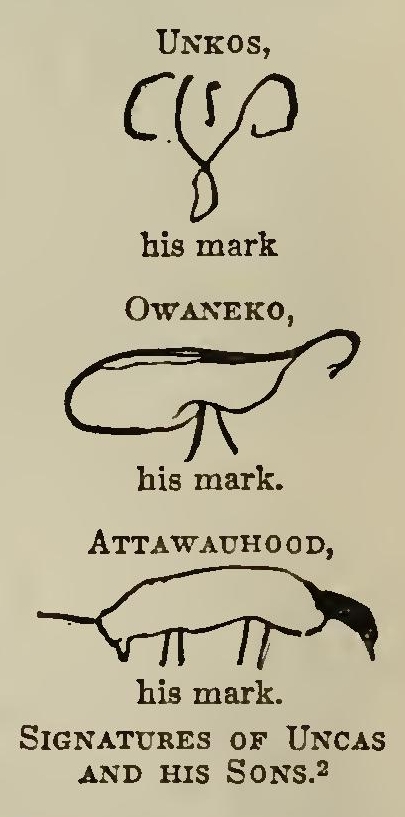 UNKOS,
his mark
OWANEKO,
his mark.
ATTAWAUHOOD,
his mark.
SIGNATURES OF UNCAS
AND HIS SONS.²